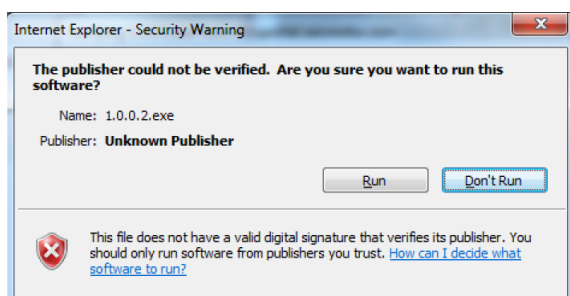 Internet Explorer - Security Warning
The publisher could not be verified. Are you sure you want to run this
software?
Name: 1.0.0.2.exe
Publisher: Unknown Publisher
Run Don't Run
This file does not have a valid digital signature that verifies its publisher. You
should only run software from publishers you trust. How can I decide what
software to run?